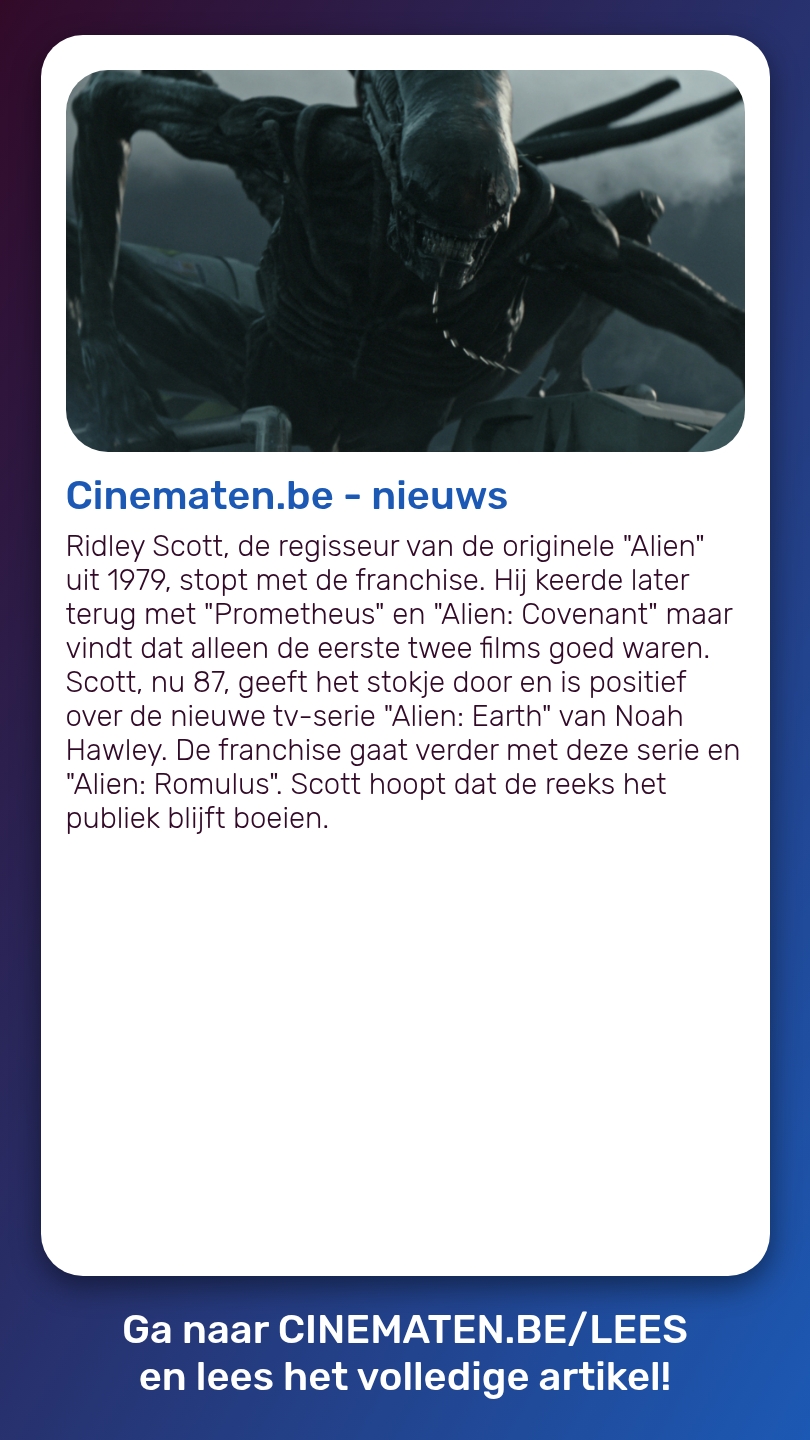 Cinematen.be - nieuws
Ridley Scott, de regisseur van de originele "Alien"
uit 1979, stopt met de franchise. Hij keerde later
terug met "Prometheus" en "Alien: Covenant" maar
vindt dat alleen de eerste twee films goed waren.
Scott, nu 87, geeft het stokje door en is positief
over de nieuwe tv-serie "Alien: Earth" van Noah
Hawley. De franchise gaat verder met deze serie en
"Alien: Romulus". Scott hoopt dat de reeks het
publiek blijft boeien.
Ga naar CINEMATEN.BE/LEES
en lees het volledige artikel!